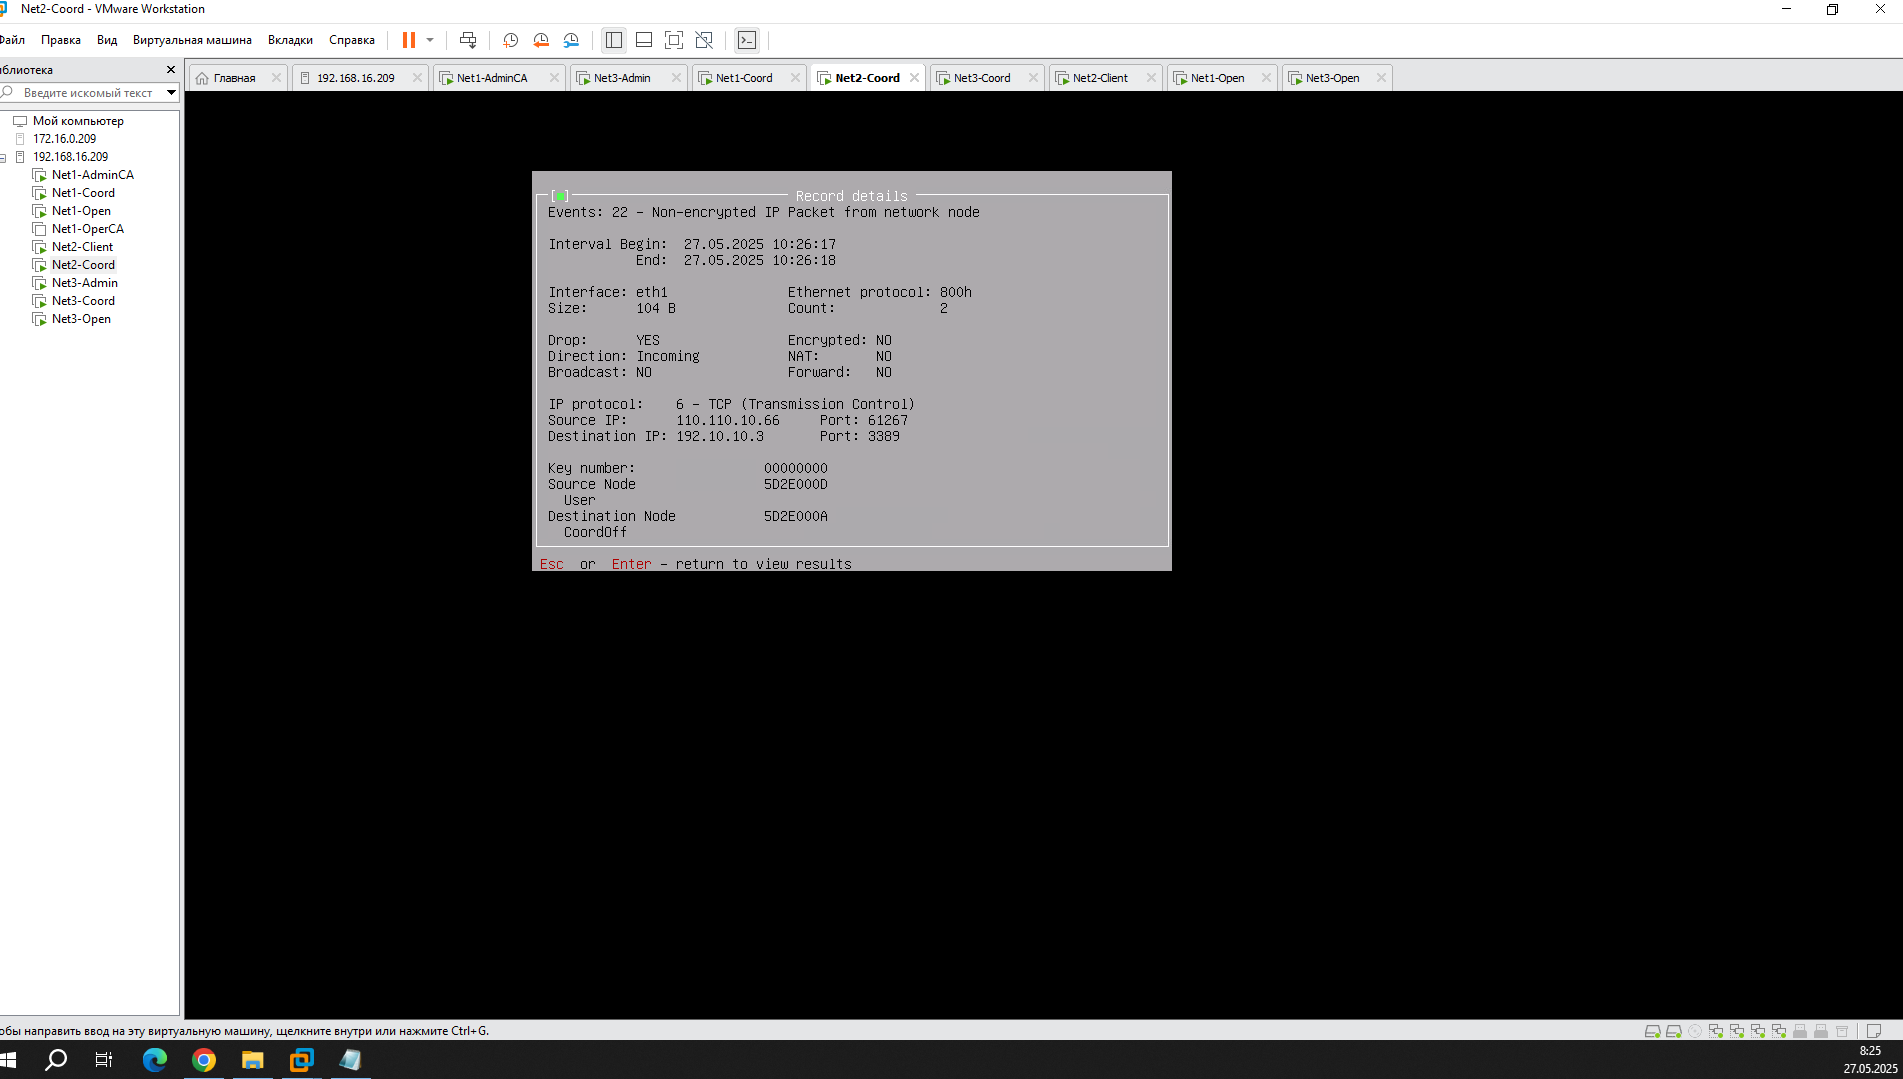 Net2-Coord - VMware Workstation
Файл Правка Вид Виртуальная машина Вкладки Справка
иблиотека
Введите искомый текст
Главная 192.168.16.209 Net1-AdminCA Net3-Admin Net1-Coord Net2-Coord Net3-Coord Net2-Client Net1-Open Net3-Open
Мой компьютер
172.16.0.209
192.168.16.209
Net1-AdminCA
Net1-Coord
Net1-Open
Net1-OperCA
Net2-Client
Net2-Coord
Net3-Admin
Net3-Coord
Net3-Open
Record details
Events: 22 - Non-encrypted IP Packet from network node
Interval Begin: 27.05.2025 10:26:17
End: 27.05.2025 10:26:18
Interface: eth1 Ethernet protocol: 800h
Size: 104 B Count: 2
Drop: YES Encrypted: NO
Direction: Incoming NAT: NO
Broadcast: NO Forward: NO
IP protocol: 6 - TCP (Transmission Control)
Source IP: 110.110.10.66 Port: 61267
Destination IP: 192.10.10.3 Port: 3389
Key number: 00000000
Source Node 5D2E000D
User
Destination Node 5D2E000A
CoordOff
Esc or Enter - return to view results
обы направить ввод на эту виртуальную машину, щелкните внутри или нажмите Ctrl+G.
8:25
27.05.2025